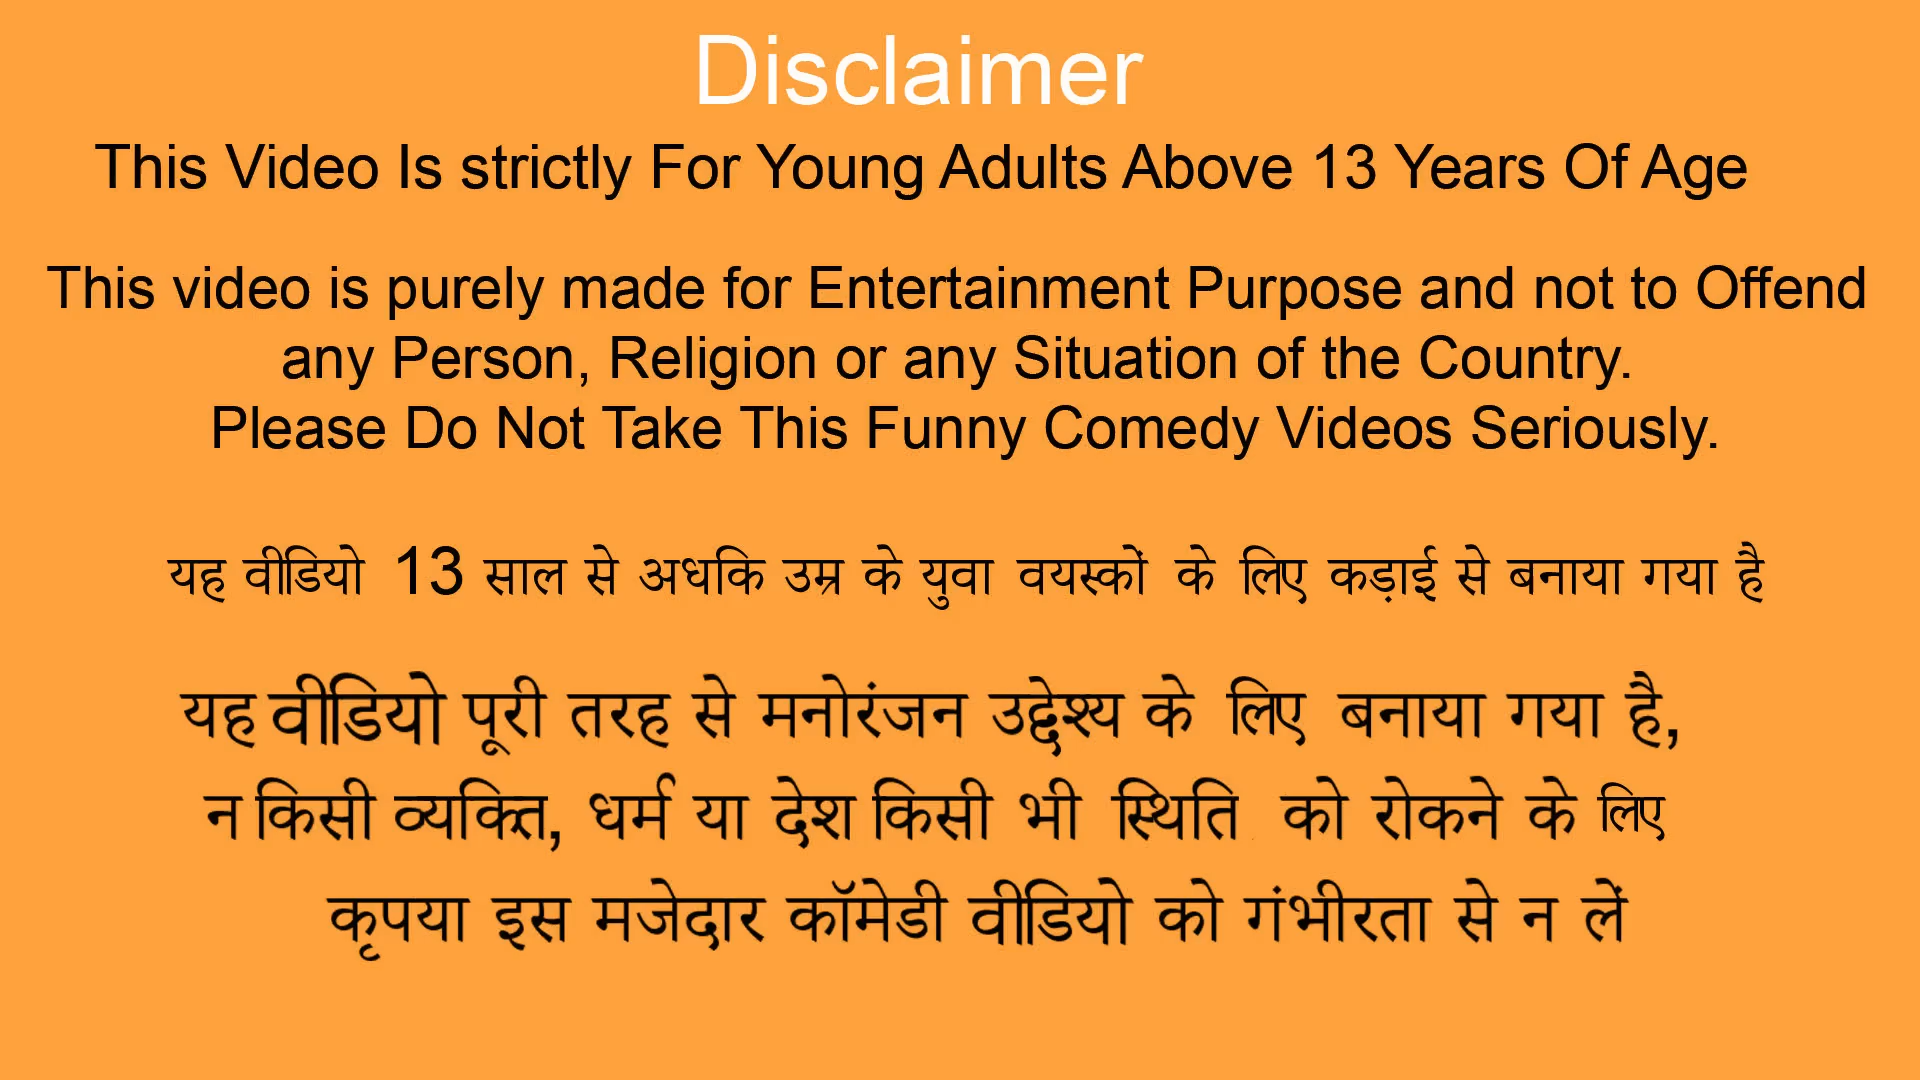 Disclaimer
This Video Is strictly For Young Adults Above 13 Years Of Age
This video is purely made for Entertainment Purpose and not to Offend
any Person, Religion or any Situation of the Country.
Please Do Not Take This Funny Comedy Videos Seriously.
यह वीडियो 13 साल से अधकि उम्र के युवा वयस्कों के लिए कड़ाई से बनाया गया है
यह वीडियो पूरी तरह से मनोरंजन उद्देश्य के लिए बनाया गया है,
न किसी व्यक्ति, धर्म या देश किसी भी स्थिति को रोकने के लिए
कृपया इस मजेदार कॉमेडी वीडियो को गंभीरता से न लें